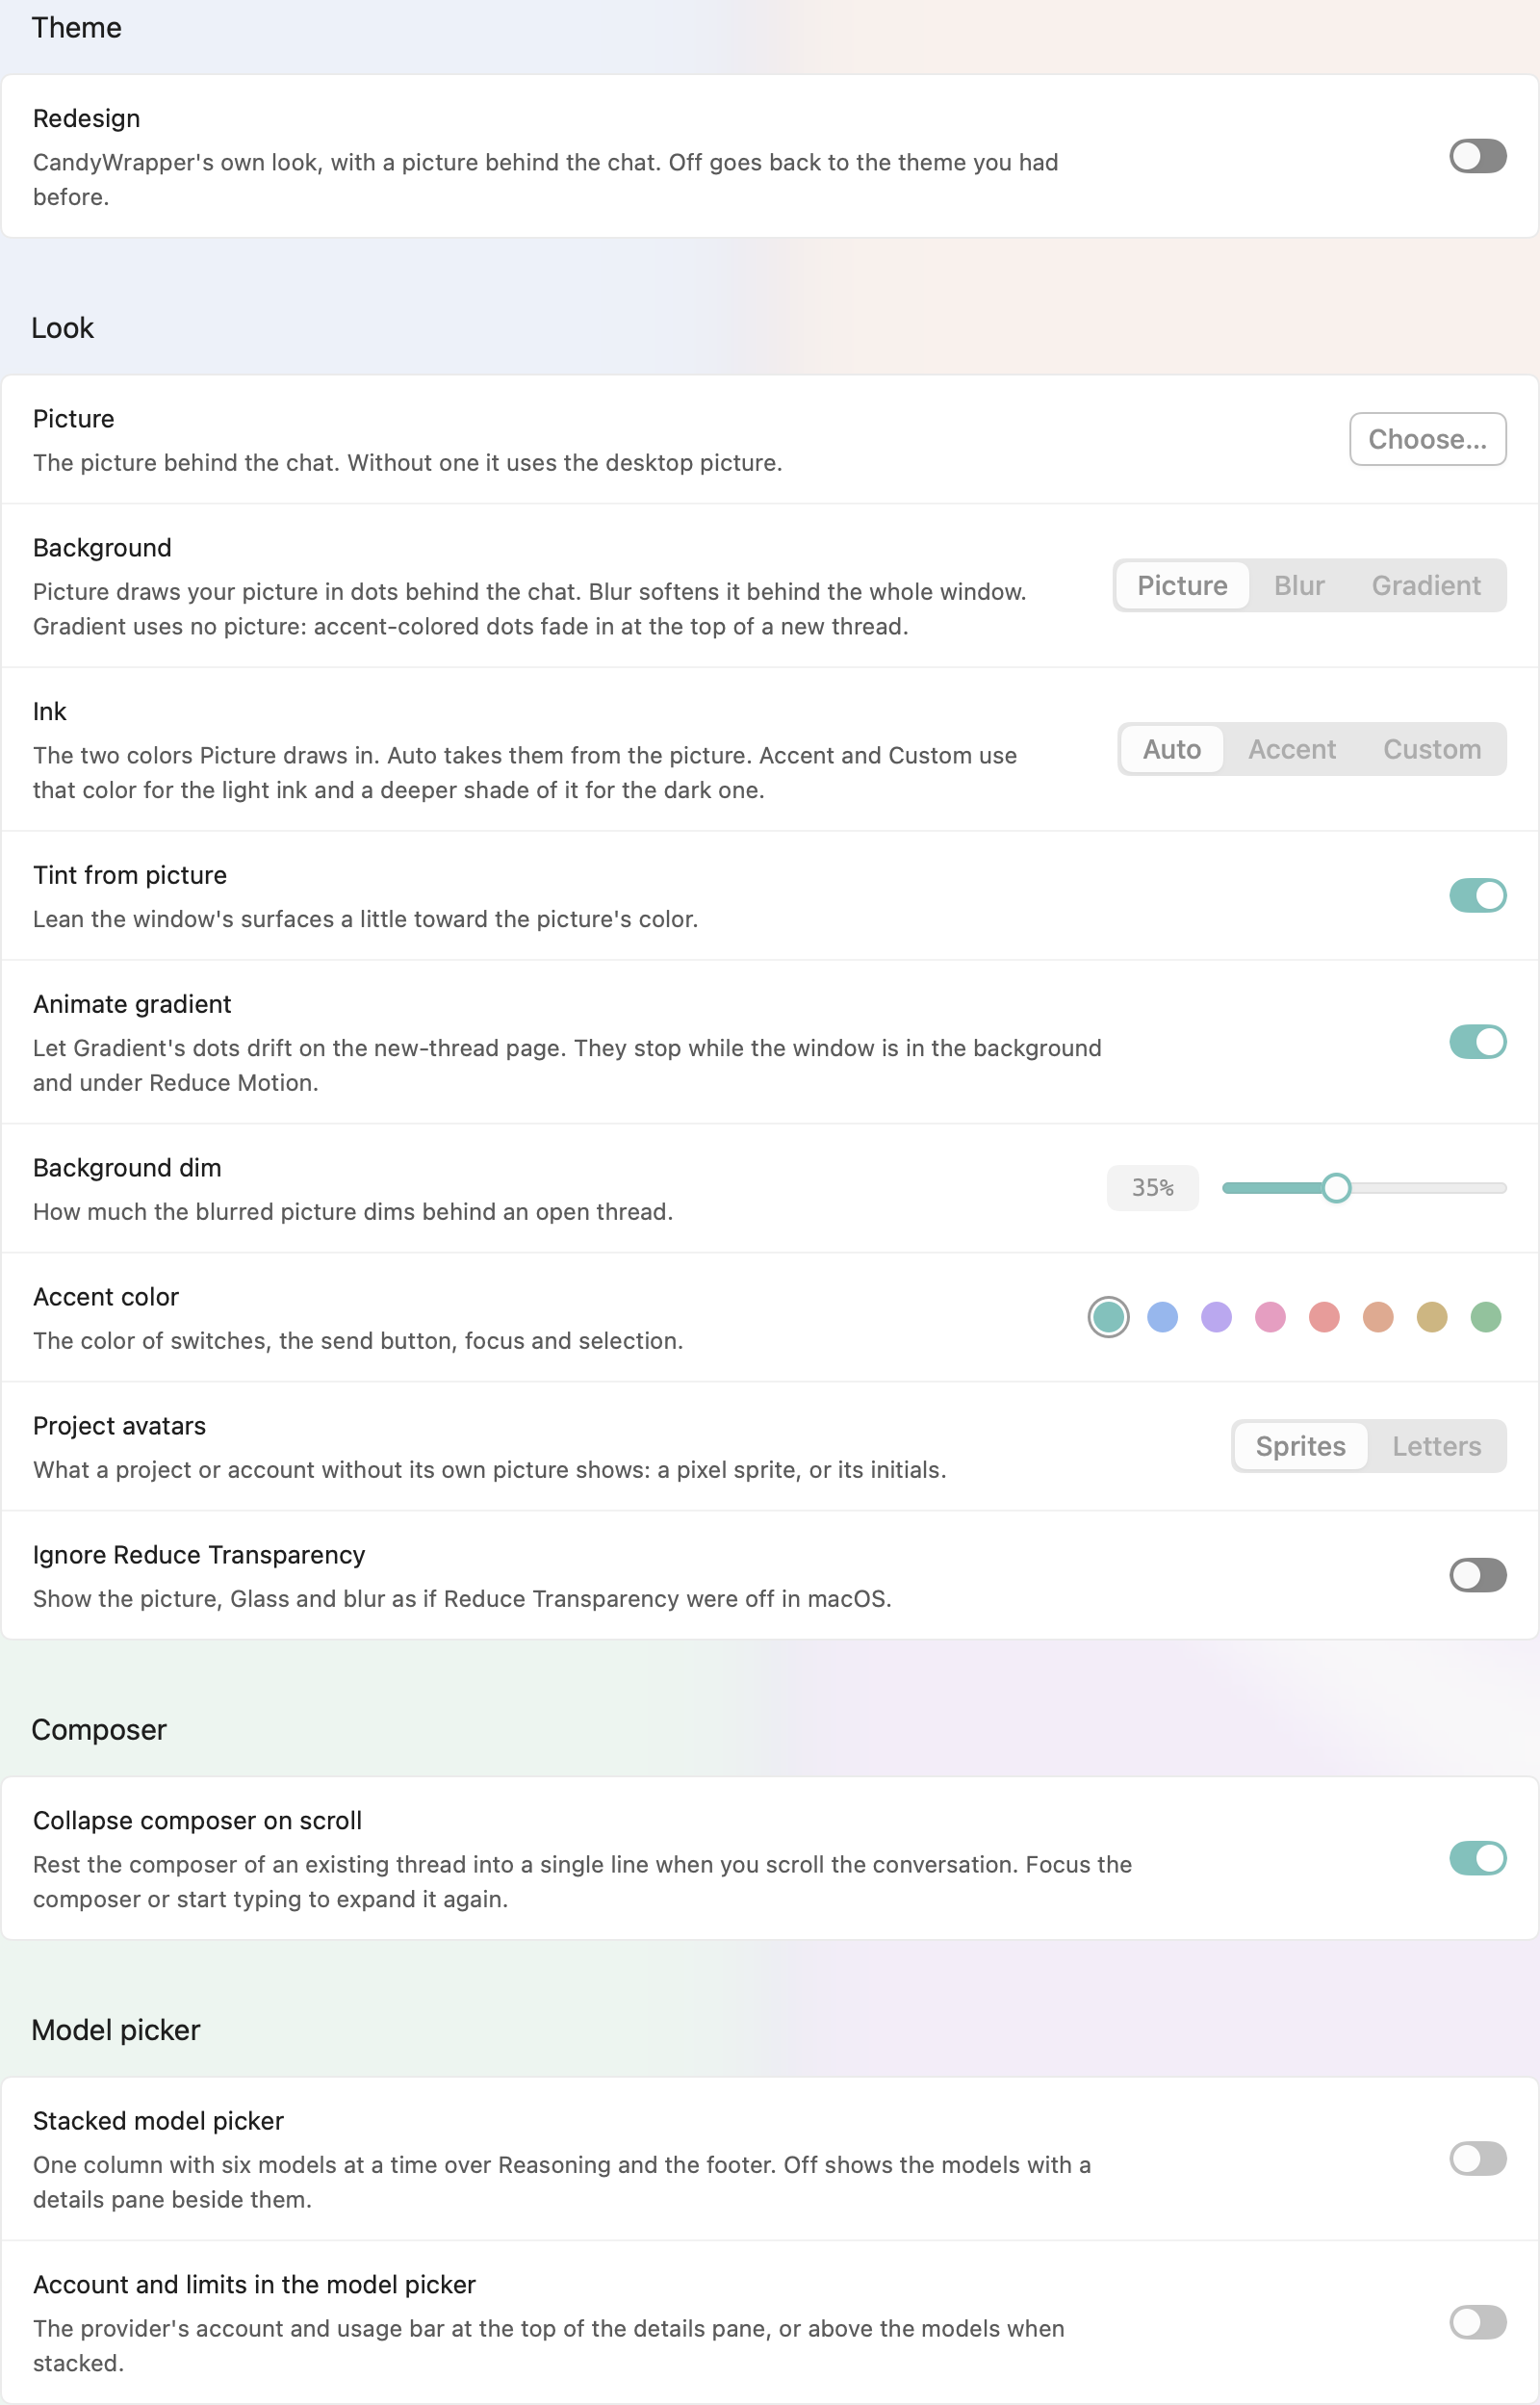 Theme
Redesign
CandyWrapper's own look, with a picture behind the chat. Off goes back to the theme you had
before.
Look
Picture
The picture behind the chat. Without one it uses the desktop picture.
Choose...
Background
Picture draws your picture in dots behind the chat. Blur softens it behind the whole window.
Gradient uses no picture: accent-colored dots fade in at the top of a new thread.
Picture Blur Gradient
Ink
The two colors Picture draws in. Auto takes them from the picture. Accent and Custom use
that color for the light ink and a deeper shade of it for the dark one.
Auto Accent Custom
Tint from picture
Lean the window's surfaces a little toward the picture's color.
Animate gradient
Let Gradient's dots drift on the new-thread page. They stop while the window is in the background
and under Reduce Motion.
Background dim
How much the blurred picture dims behind an open thread.
35%
Accent color
The color of switches, the send button, focus and selection.
Project avatars
What a project or account without its own picture shows: a pixel sprite, or its initials.
Sprites Letters
Ignore Reduce Transparency
Show the picture, Glass and blur as if Reduce Transparency were off in macOS.
Composer
Collapse composer on scroll
Rest the composer of an existing thread into a single line when you scroll the conversation. Focus the
composer or start typing to expand it again.
Model picker
Stacked model picker
One column with six models at a time over Reasoning and the footer. Off shows the models with a
details pane beside them.
Account and limits in the model picker
The provider's account and usage bar at the top of the details pane, or above the models when
stacked.